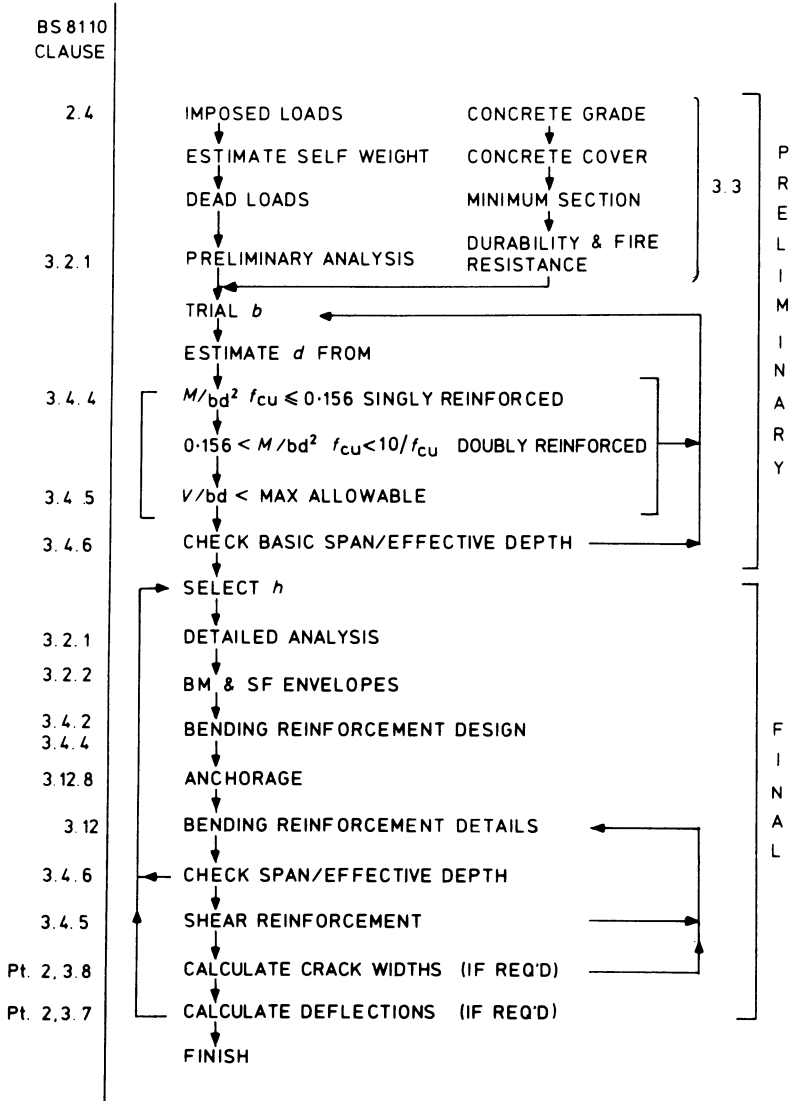 BS 8110
CLAUSE
2.4 IMPOSED LOADS CONCRETE GRADE
ESTIMATE SELF WEIGHT CONCRETE COVER
DEAD LOADS MINIMUM SECTION 3.3
3.2.1 PRELIMINARY ANALYSIS DURABILITY & FIRE
RESISTANCE
TRIAL b
ESTIMATE d FROM
3.4.4 M/bd² fcu ⩽ 0·156 SINGLY REINFORCED
0·156 < M/bd² fcu<10/fcu DOUBLY REINFORCED
3.4.5 V/bd < MAX ALLOWABLE
3.4.6 CHECK BASIC SPAN/EFFECTIVE DEPTH
PRELIMINARY
SELECT h
3.2.1 DETAILED ANALYSIS
3.2.2 BM & SF ENVELOPES
3.4.2
3.4.4 BENDING REINFORCEMENT DESIGN
3.12.8 ANCHORAGE
3.12 BENDING REINFORCEMENT DETAILS
3.4.6 CHECK SPAN/EFFECTIVE DEPTH
3.4.5 SHEAR REINFORCEMENT
Pt. 2,3.8 CALCULATE CRACK WIDTHS (IF REQ'D)
Pt. 2,3.7 CALCULATE DEFLECTIONS (IF REQ'D)
FINISH
FINAL